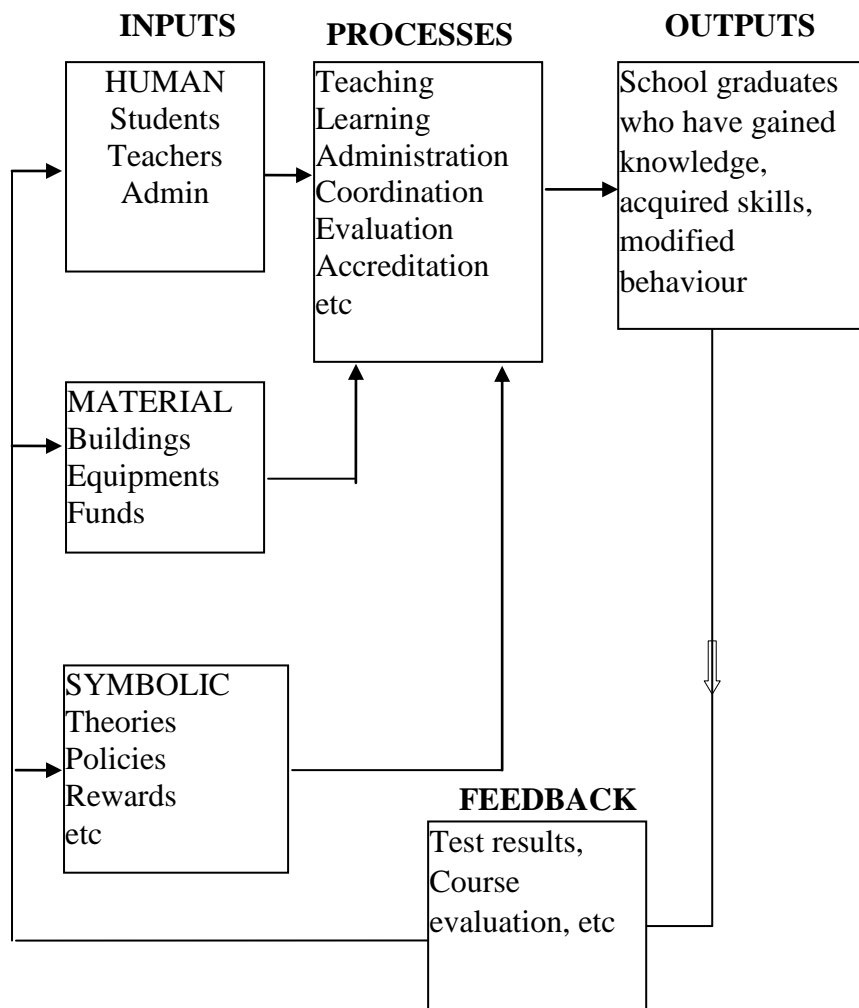 INPUTS
PROCESSES
OUTPUTS
HUMAN
Students
Teachers
Admin
Teaching
Learning
Administration
Coordination
Evaluation
Accreditation
etc
School graduates
who have gained
knowledge,
acquired skills,
modified
behaviour
MATERIAL
Buildings
Equipments
Funds
SYMBOLIC
Theories
Policies
Rewards
etc
FEEDBACK
Test results,
Course
evaluation, etc